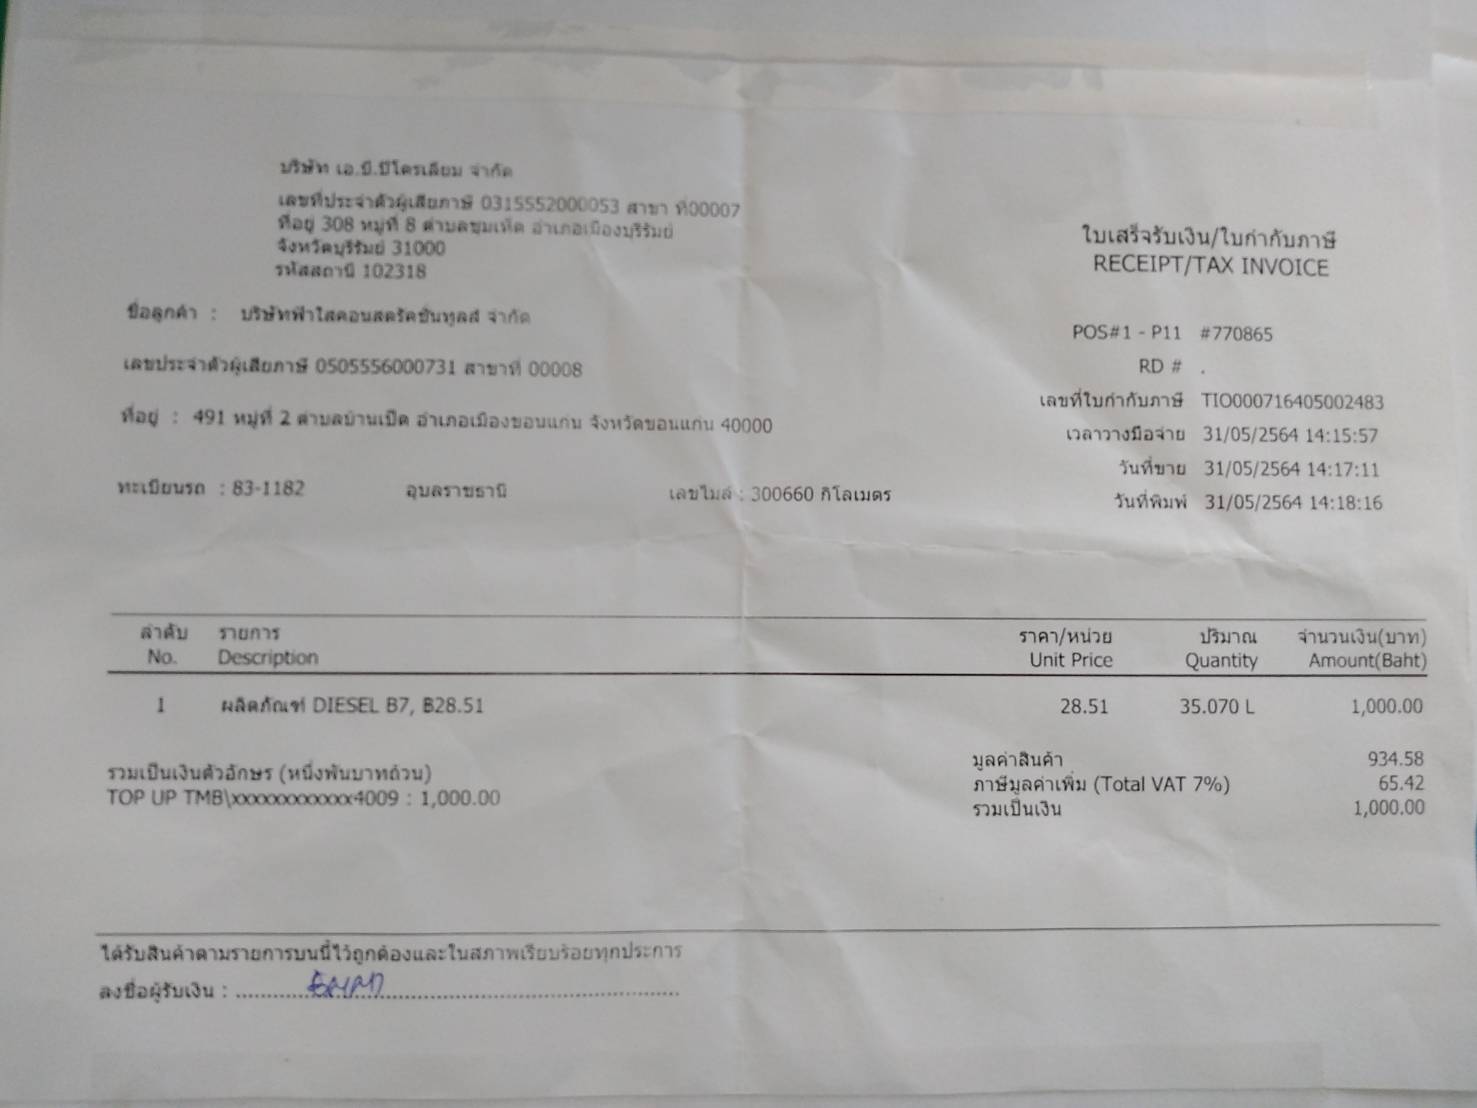 บริษัท เอ.บี.ปิโตรเลียม จำกัด
เลขที่ประจำตัวผู้เสียภาษี 0315552000053 สาขา ที่00007
ที่อยู่ 308 หมู่ที่ 8 ตำบลชุมเห็ด อำเภอเมืองบุรีรัมย์
จังหวัดบุรีรัมย์ 31000
รหัสสถานี 102318
ใบเสร็จรับเงิน/ใบกำกับภาษี
RECEIPT/TAX INVOICE
ชื่อลูกค้า : บริษัทฟ้าใสคอนสตรัคชั่นทูลส์ จำกัด
POS#1 - P11 #770865
เลขประจำตัวผู้เสียภาษี 0505556000731 สาขาที่ 00008
RD # .
เลขที่ใบกำกับภาษี TIO000716405002483
ที่อยู่ : 491 หมู่ที่ 2 ตำบลบ้านเป็ด อำเภอเมืองขอนแก่น จังหวัดขอนแก่น 40000
เวลาวางมือจ่าย 31/05/2564 14:15:57
วันที่ขาย 31/05/2564 14:17:11
ทะเบียนรถ : 83-1182 อุบลราชธานี เลขไมล์ : 300660 กิโลเมตร
วันที่พิมพ์ 31/05/2564 14:18:16
ลำดับ รายการ ราคา/หน่วย ปริมาณ จำนวนเงิน(บาท)
No. Description Unit Price Quantity Amount(Baht)
1 ผลิตภัณฑ์ DIESEL B7, ฿28.51 28.51 35.070 L 1,000.00
มูลค่าสินค้า 934.58
รวมเป็นเงินตัวอักษร (หนึ่งพันบาทถ้วน)
ภาษีมูลค่าเพิ่ม (Total VAT 7%) 65.42
TOP UP TMB\xxxxxxxxxxxx4009 : 1,000.00
รวมเป็นเงิน 1,000.00
ได้รับสินค้าตามรายการบนนี้ไว้ถูกต้องและในสภาพเรียบร้อยทุกประการ
ลงชื่อผู้รับเงิน :